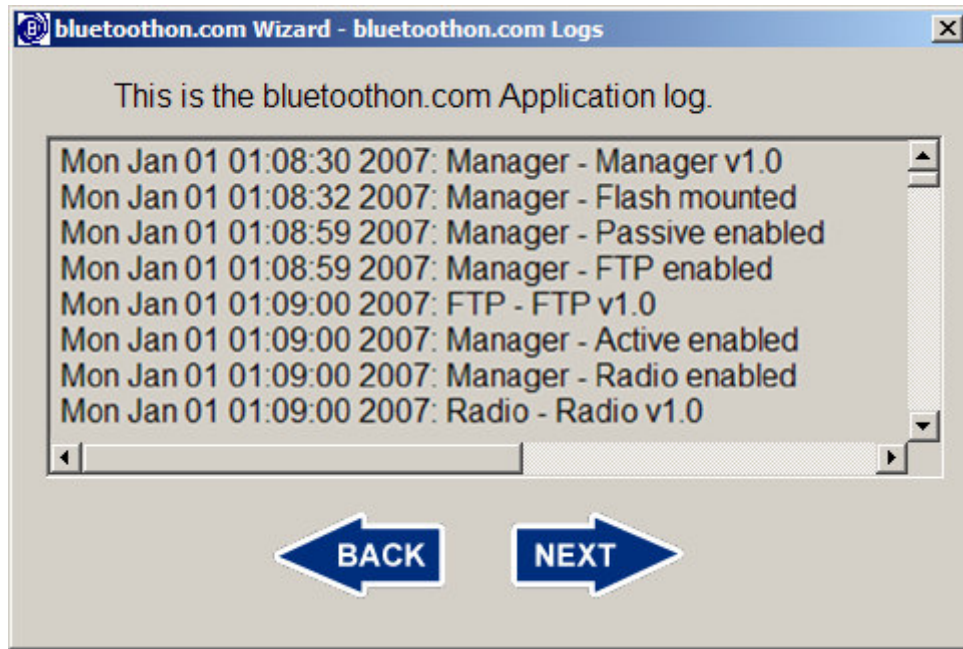 bluetoothon.com Wizard - bluetoothon.com Logs
This is the bluetoothon.com Application log.
Mon Jan 01 01:08:30 2007: Manager - Manager v1.0
Mon Jan 01 01:08:32 2007: Manager - Flash mounted
Mon Jan 01 01:08:59 2007: Manager - Passive enabled
Mon Jan 01 01:08:59 2007: Manager - FTP enabled
Mon Jan 01 01:09:00 2007: FTP - FTP v1.0
Mon Jan 01 01:09:00 2007: Manager - Active enabled
Mon Jan 01 01:09:00 2007: Manager - Radio enabled
Mon Jan 01 01:09:00 2007: Radio - Radio v1.0
BACK NEXT